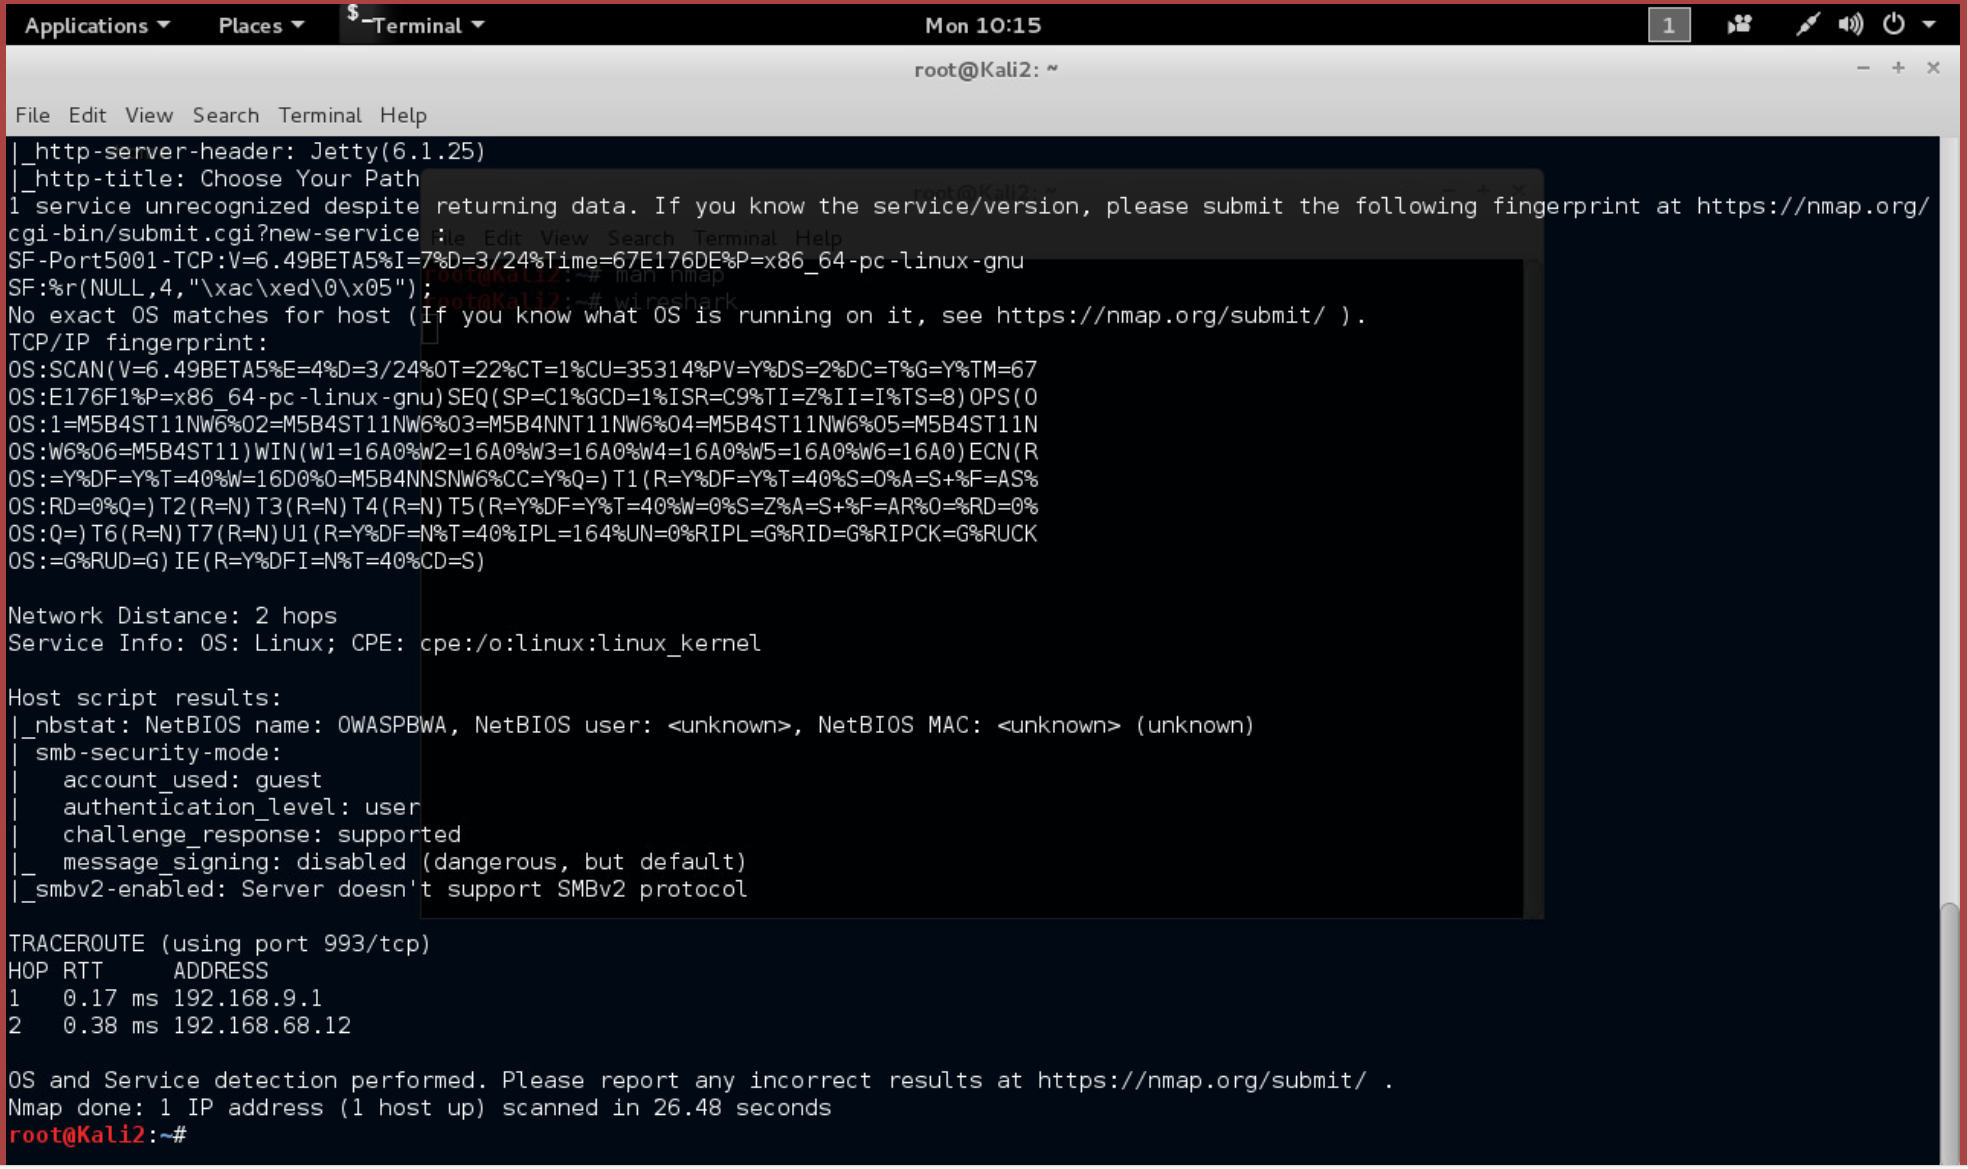 Applications Places $_Terminal Mon 10:15 1
root@Kali2: ~
File Edit View Search Terminal Help
|_http-server-header: Jetty(6.1.25)
|_http-title: Choose Your Path
root@Kali2: ~
1 service unrecognized despite returning data. If you know the service/version, please submit the following fingerprint at https://nmap.org/
cgi-bin/submit.cgi?new-service :
File Edit View Search Terminal Help
SF-Port5001-TCP:V=6.49BETA5%I=7%D=3/24%Time=67E176DE%P=x86_64-pc-linux-gnu
root@Kali2:~# man nmap
SF:%r(NULL,4,"\xac\xed\0\x05");
root@Kali2:~# wireshark
No exact OS matches for host (If you know what OS is running on it, see https://nmap.org/submit/ ).
TCP/IP fingerprint:
OS:SCAN(V=6.49BETA5%E=4%D=3/24%OT=22%CT=1%CU=35314%PV=Y%DS=2%DC=T%G=Y%TM=67
OS:E176F1%P=x86_64-pc-linux-gnu)SEQ(SP=C1%GCD=1%ISR=C9%TI=Z%II=I%TS=8)OPS(O
OS:1=M5B4ST11NW6%O2=M5B4ST11NW6%O3=M5B4NNT11NW6%O4=M5B4ST11NW6%O5=M5B4ST11N
OS:W6%O6=M5B4ST11)WIN(W1=16A0%W2=16A0%W3=16A0%W4=16A0%W5=16A0%W6=16A0)ECN(R
OS:=Y%DF=Y%T=40%W=16D0%O=M5B4NNSNW6%CC=Y%Q=)T1(R=Y%DF=Y%T=40%S=O%A=S+%F=AS%
OS:RD=0%Q=)T2(R=N)T3(R=N)T4(R=N)T5(R=Y%DF=Y%T=40%W=0%S=Z%A=S+%F=AR%O=%RD=0%
OS:Q=)T6(R=N)T7(R=N)U1(R=Y%DF=N%T=40%IPL=164%UN=0%RIPL=G%RID=G%RIPCK=G%RUCK
OS:=G%RUD=G)IE(R=Y%DFI=N%T=40%CD=S)
Network Distance: 2 hops
Service Info: OS: Linux; CPE: cpe:/o:linux:linux_kernel
Host script results:
|_nbstat: NetBIOS name: OWASPBWA, NetBIOS user: <unknown>, NetBIOS MAC: <unknown> (unknown)
| smb-security-mode:
|   account_used: guest
|   authentication_level: user
|   challenge_response: supported
|_  message_signing: disabled (dangerous, but default)
|_smbv2-enabled: Server doesn't support SMBv2 protocol
TRACEROUTE (using port 993/tcp)
HOP RTT     ADDRESS
1   0.17 ms 192.168.9.1
2   0.38 ms 192.168.68.12
OS and Service detection performed. Please report any incorrect results at https://nmap.org/submit/ .
Nmap done: 1 IP address (1 host up) scanned in 26.48 seconds
root@Kali2:~#